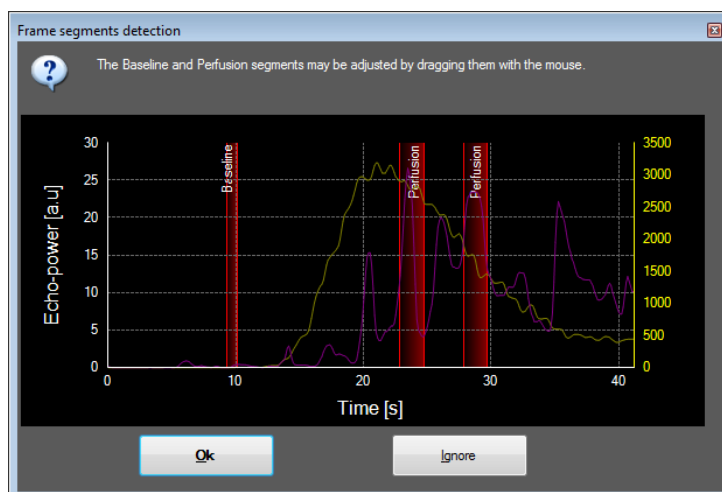 Frame segments detection
The Baseline and Perfusion segments may be adjusted by dragging them with the mouse.
Echo-power [a.u]
30
25
20
15
10
5
0
Baseline
Perfusion
Perfusion
3500
3000
2500
2000
1500
1000
500
0
0 10 20 30 40
Time [s]
Ok
Ignore